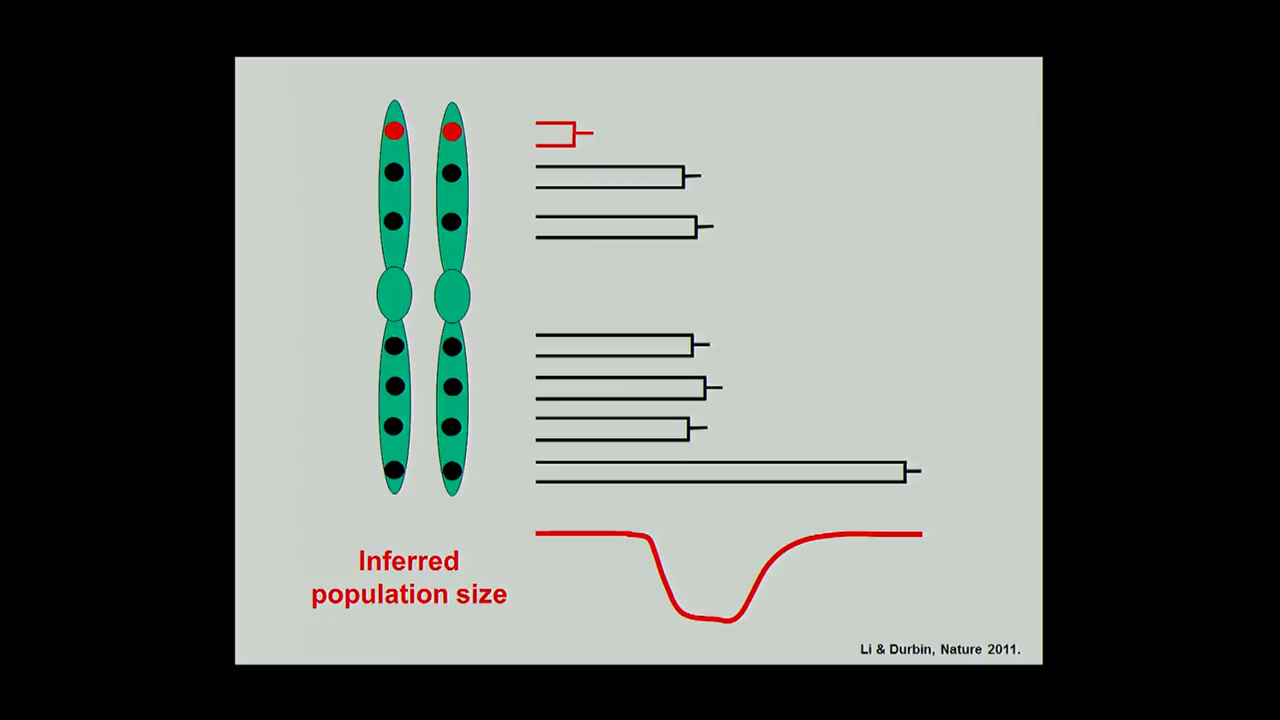 Inferred
population size
Li & Durbin, Nature 2011.